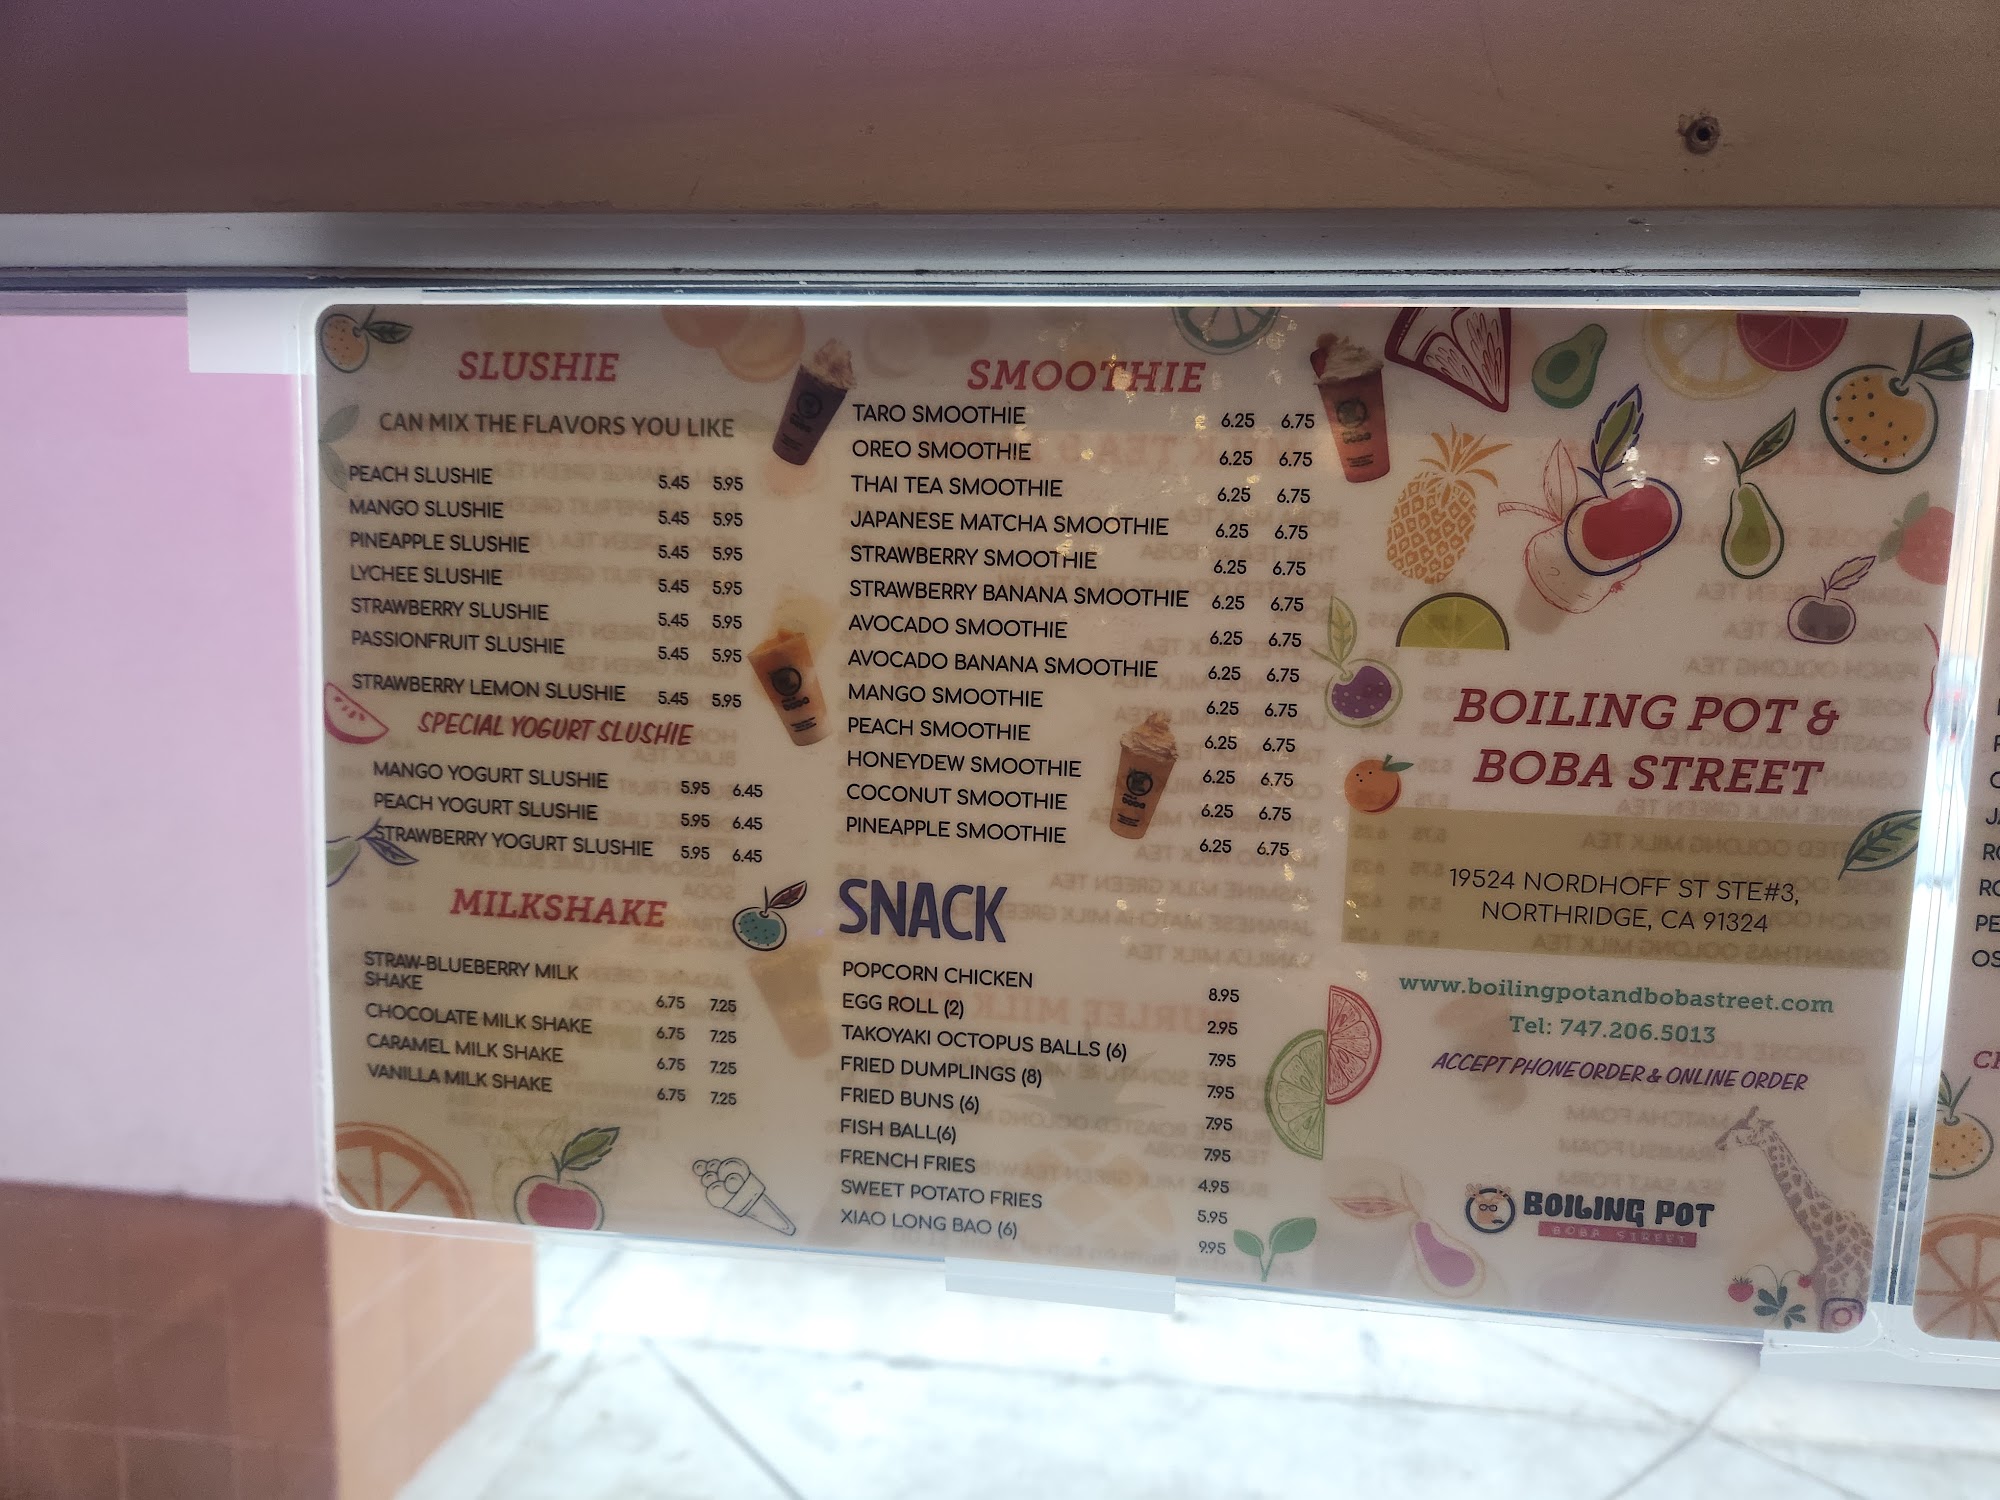 SLUSHIE
CAN MIX THE FLAVORS YOU LIKE
PEACH SLUSHIE 5.45 5.95
MANGO SLUSHIE 5.45 5.95
PINEAPPLE SLUSHIE 5.45 5.95
LYCHEE SLUSHIE 5.45 5.95
STRAWBERRY SLUSHIE 5.45 5.95
PASSIONFRUIT SLUSHIE 5.45 5.95
STRAWBERRY LEMON SLUSHIE 5.45 5.95
SPECIAL YOGURT SLUSHIE
MANGO YOGURT SLUSHIE 5.95 6.45
PEACH YOGURT SLUSHIE 5.95 6.45
STRAWBERRY YOGURT SLUSHIE 5.95 6.45
MILKSHAKE
STRAW-BLUEBERRY MILK
SHAKE 6.75 7.25
CHOCOLATE MILK SHAKE 6.75 7.25
CARAMEL MILK SHAKE 6.75 7.25
VANILLA MILK SHAKE 6.75 7.25
SMOOTHIE
TARO SMOOTHIE 6.25 6.75
OREO SMOOTHIE 6.25 6.75
THAI TEA SMOOTHIE 6.25 6.75
JAPANESE MATCHA SMOOTHIE 6.25 6.75
STRAWBERRY SMOOTHIE 6.25 6.75
STRAWBERRY BANANA SMOOTHIE 6.25 6.75
AVOCADO SMOOTHIE 6.25 6.75
AVOCADO BANANA SMOOTHIE 6.25 6.75
MANGO SMOOTHIE 6.25 6.75
PEACH SMOOTHIE 6.25 6.75
HONEYDEW SMOOTHIE 6.25 6.75
COCONUT SMOOTHIE 6.25 6.75
PINEAPPLE SMOOTHIE 6.25 6.75
SNACK
POPCORN CHICKEN 8.95
EGG ROLL (2) 2.95
TAKOYAKI OCTOPUS BALLS (6) 7.95
FRIED DUMPLINGS (8) 7.95
FRIED BUNS (6) 7.95
FISH BALL(6) 7.95
FRENCH FRIES 4.95
SWEET POTATO FRIES 5.95
XIAO LONG BAO (6) 9.95
BOILING POT &
BOBA STREET
19524 NORDHOFF ST STE#3,
NORTHRIDGE, CA 91324
www.boilingpotandbobastreet.com
Tel: 747.206.5013
ACCEPT PHONE ORDER & ONLINE ORDER
BOILING POT
BOBA STREET